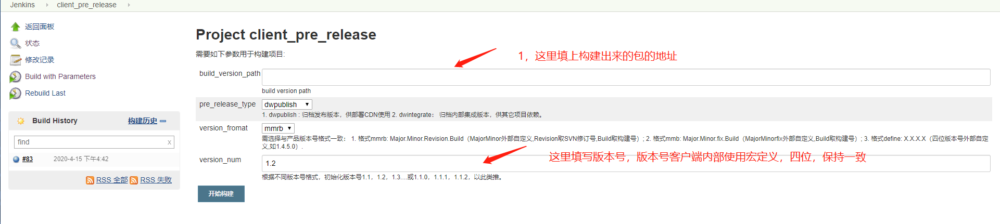 Jenkins client_pre_release
返回面板
状态
修改记录
Build with Parameters
Rebuild Last
Build History 构建历史
find x
#83 2020-4-15 下午4:42
RSS 全部 RSS 失败
Project client_pre_release
需要如下参数用于构建项目:
1，这里填上构建出来的包的地址
build_version_path
build version path
pre_release_type dwpublish
1. dwpublish : 归档发布版本，供部署CDN使用 2. dwintegrate： 归档内部集成版本，供其它项目依赖。
version_fromat mmrb
需选择与产品版本号格式一致： 1. 格式mmrb: Major.Minor.Revision.Build（MajorMinor外部自定义,Revision取SVN修订号,Build取构建号）; 2. 格式mmb: Major.Minor.fix.Build（MajorMinorfix外部自定义,Build取构建号）; 3. 格式define: X.X.X.X（四位版本号外部自定
义,如1.4.5.0）.
这里填写版本号，版本号客户端内部使用宏定义，四位，保持一致
version_num 1.2
根据不同版本号格式，初始化版本号1.1，1.2，1.3....或1.1.0，1.1.1，1.1.2，以此类推。
开始构建